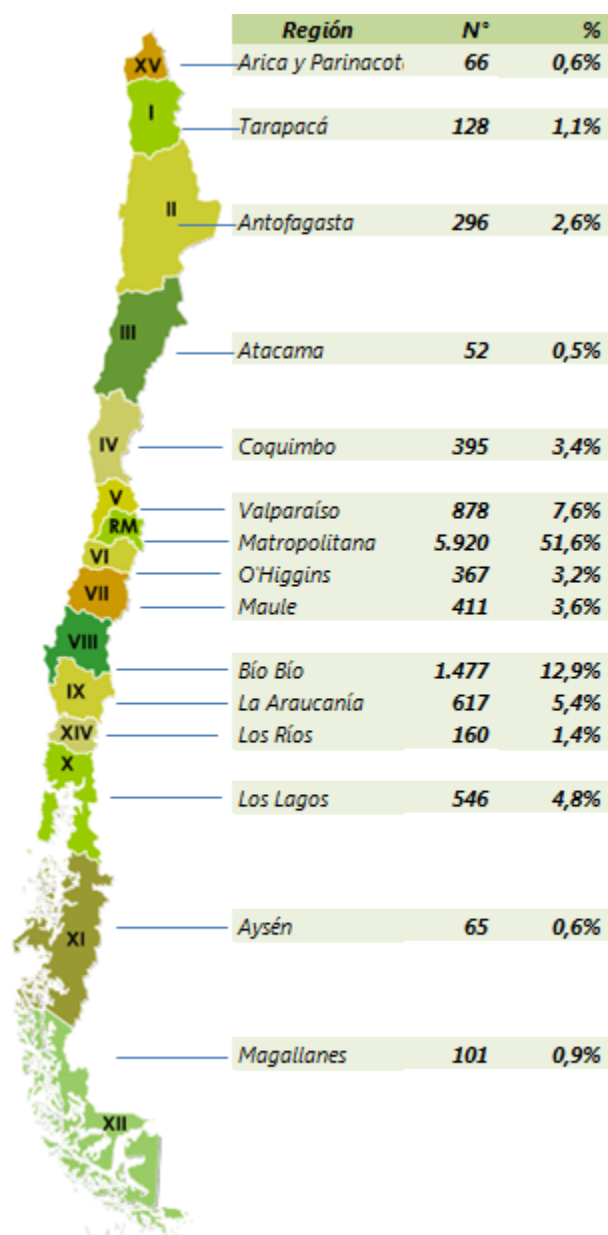 Región N° %
XV Arica y Parinacot 66 0,6%
I Tarapacá 128 1,1%
II Antofagasta 296 2,6%
III Atacama 52 0,5%
IV Coquimbo 395 3,4%
V Valparaíso 878 7,6%
RM Matropolitana 5.920 51,6%
VI O'Higgins 367 3,2%
VII Maule 411 3,6%
VIII Bío Bío 1.477 12,9%
IX La Araucanía 617 5,4%
XIV Los Ríos 160 1,4%
X Los Lagos 546 4,8%
XI Aysén 65 0,6%
XII Magallanes 101 0,9%